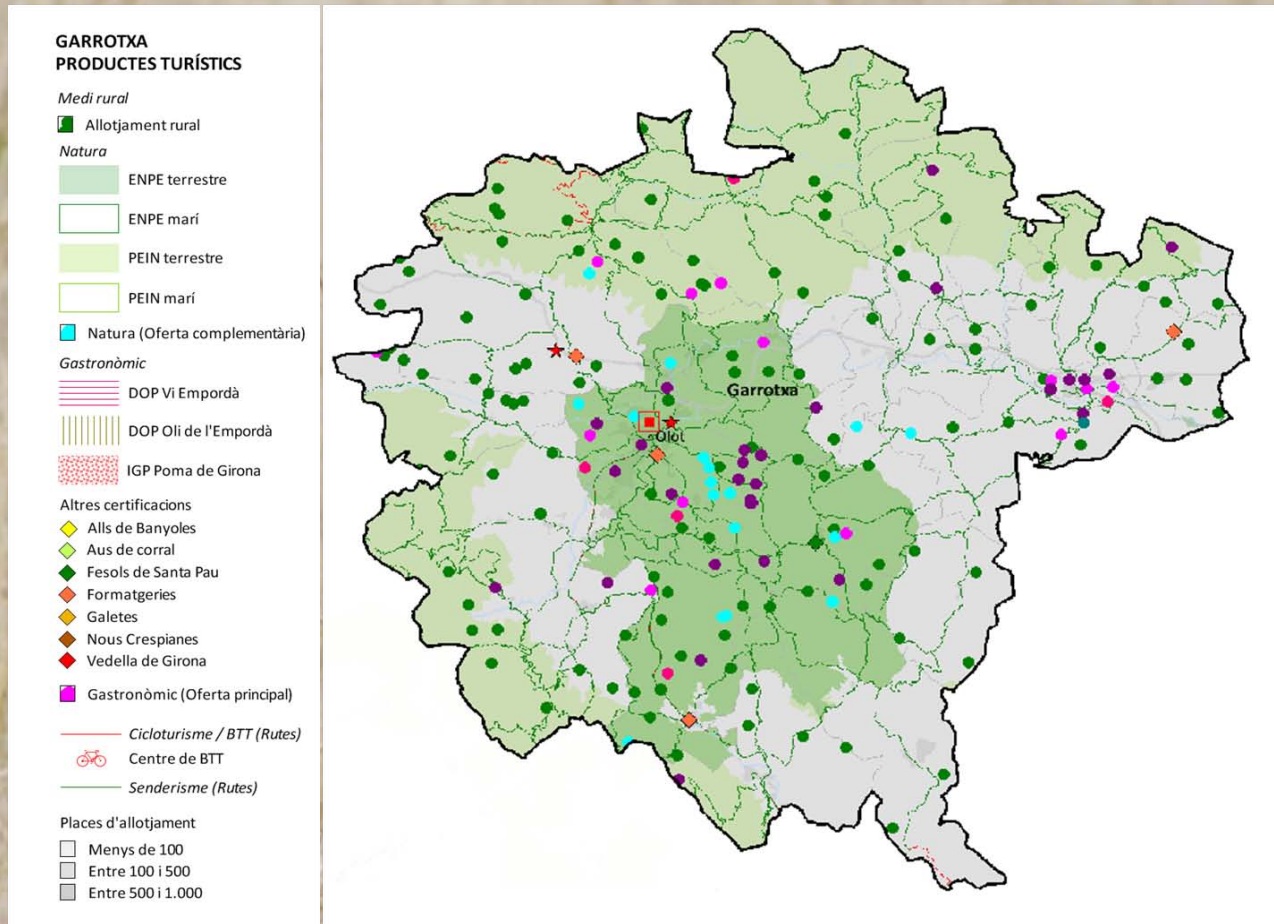 GARROTXA
PRODUCTES TURÍSTICS
Medi rural
Allotjament rural
Natura
ENPE terrestre
ENPE marí
PEIN terrestre
PEIN marí
Natura (Oferta complementària)
Gastronòmic
DOP Vi Empordà
DOP Oli de l'Empordà
IGP Poma de Girona
Altres certificacions
Alls de Banyoles
Aus de corral
Fesols de Santa Pau
Formatgeries
Galetes
Nous Crespianes
Vedella de Girona
Gastronòmic (Oferta principal)
Cicloturisme / BTT (Rutes)
Centre de BTT
Senderisme (Rutes)
Places d'allotjament
Menys de 100
Entre 100 i 500
Entre 500 i 1.000
Garrotxa
Olot